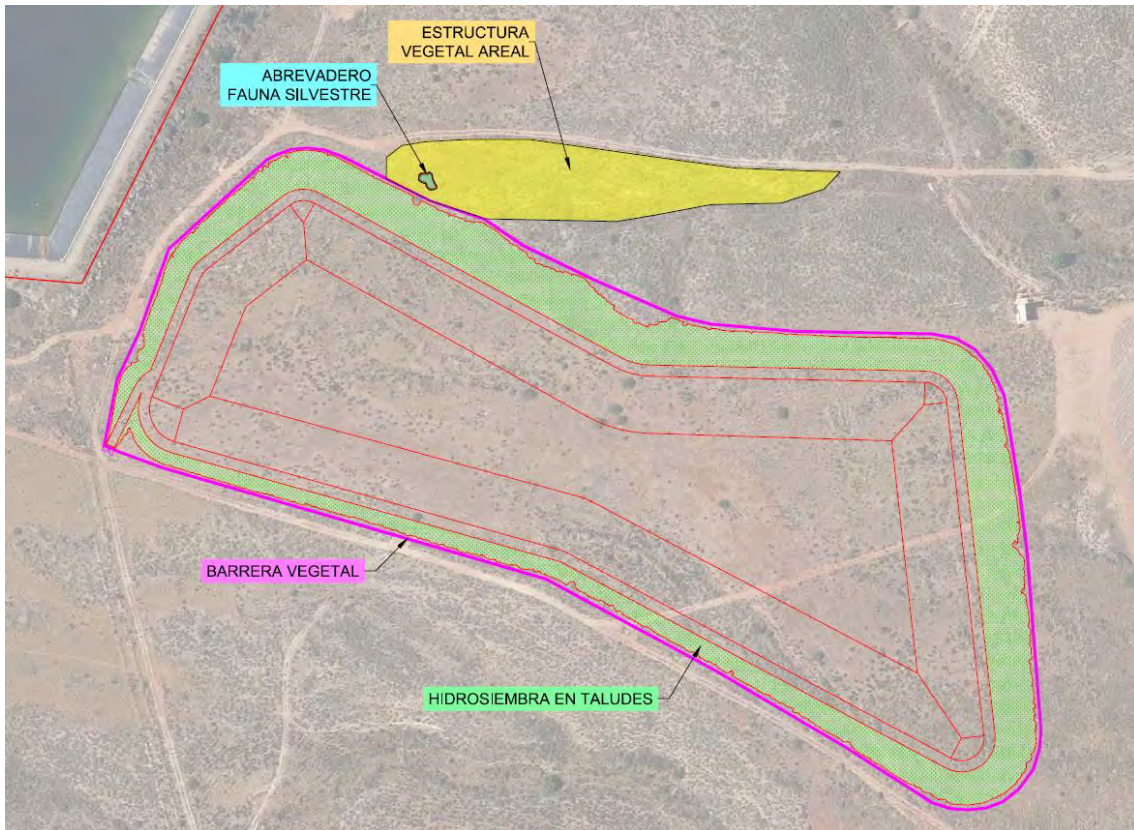 ESTRUCTURA
VEGETAL AREAL
ABREVADERO
FAUNA SILVESTRE
BARRERA VEGETAL
HIDROSIEMBRA EN TALUDES